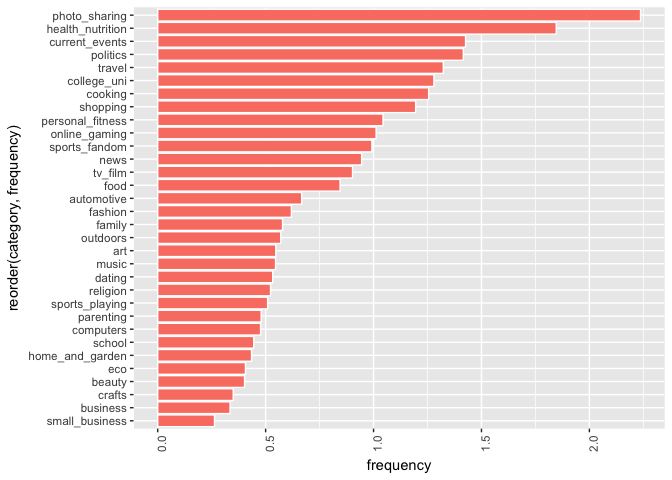 photo_sharing
health_nutrition
current_events
politics
travel
college_uni
cooking
shopping
personal_fitness
online_gaming
sports_fandom
news
tv_film
food
automotive
fashion
family
outdoors
art
music
dating
religion
sports_playing
parenting
computers
school
home_and_garden
eco
beauty
crafts
business
small_business
reorder(category, frequency)
0.0
0.5
1.0
1.5
2.0
frequency